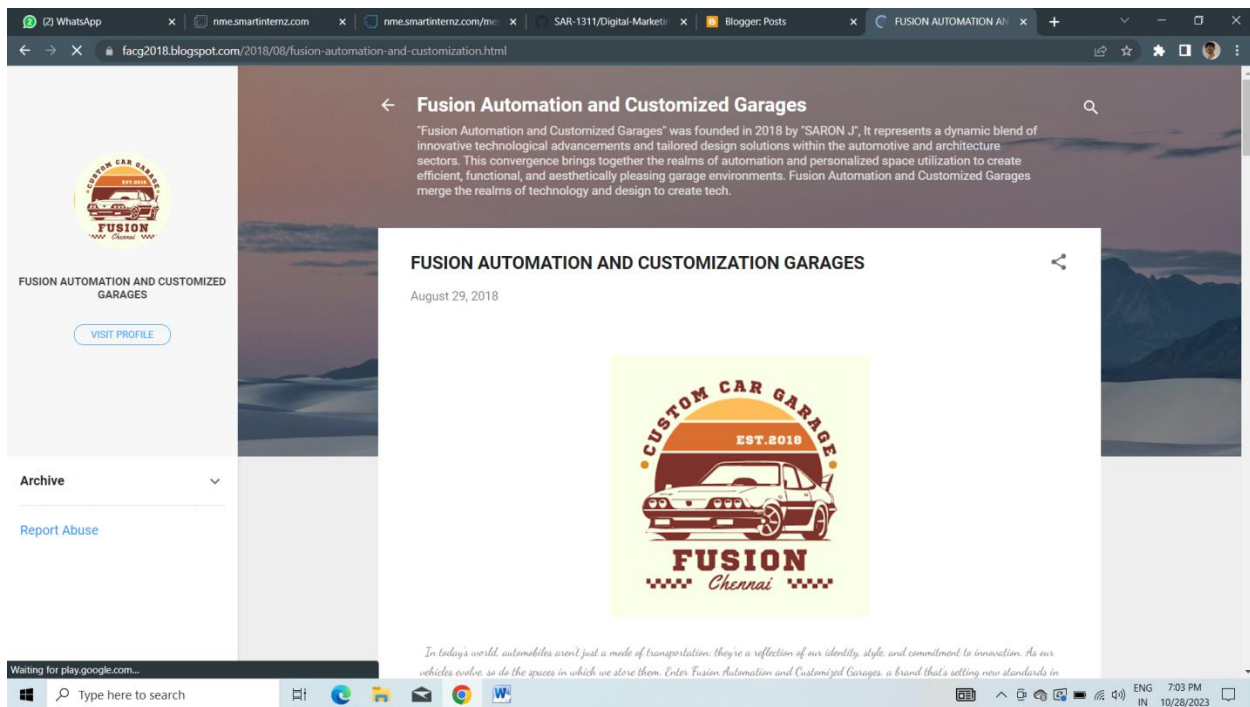 (2) WhatsApp
nme.smartinternz.com
nme.smartinternz.com/me
SAR-1311/Digital-Marketin
Blogger: Posts
FUSION AUTOMATION AN
facg2018.blogspot.com/2018/08/fusion-automation-and-customization.html
Fusion Automation and Customized Garages
"Fusion Automation and Customized Garages" was founded in 2018 by "SARON J", It represents a dynamic blend of
innovative technological advancements and tailored design solutions within the automotive and architecture
sectors. This convergence brings together the realms of automation and personalized space utilization to create
efficient, functional, and aesthetically pleasing garage environments. Fusion Automation and Customized Garages
merge the realms of technology and design to create tech.
CUSTOM CAR GARAGE
EST.2018
FUSION
Chennai
FUSION AUTOMATION AND CUSTOMIZED
GARAGES
VISIT PROFILE
Archive
Report Abuse
FUSION AUTOMATION AND CUSTOMIZATION GARAGES
August 29, 2018
CUSTOM CAR GARAGE
EST.2018
FUSION
Chennai
In today's world, automobiles aren't just a mode of transportation; they're a reflection of our identity, style, and commitment to innovation. As our
vehicles evolve, so do the spaces in which we store them. Enter Fusion Automation and Customized Garages, a brand that's setting new standards in
Waiting for play.google.com...
Type here to search
ENG
IN
7:03 PM
10/28/2023